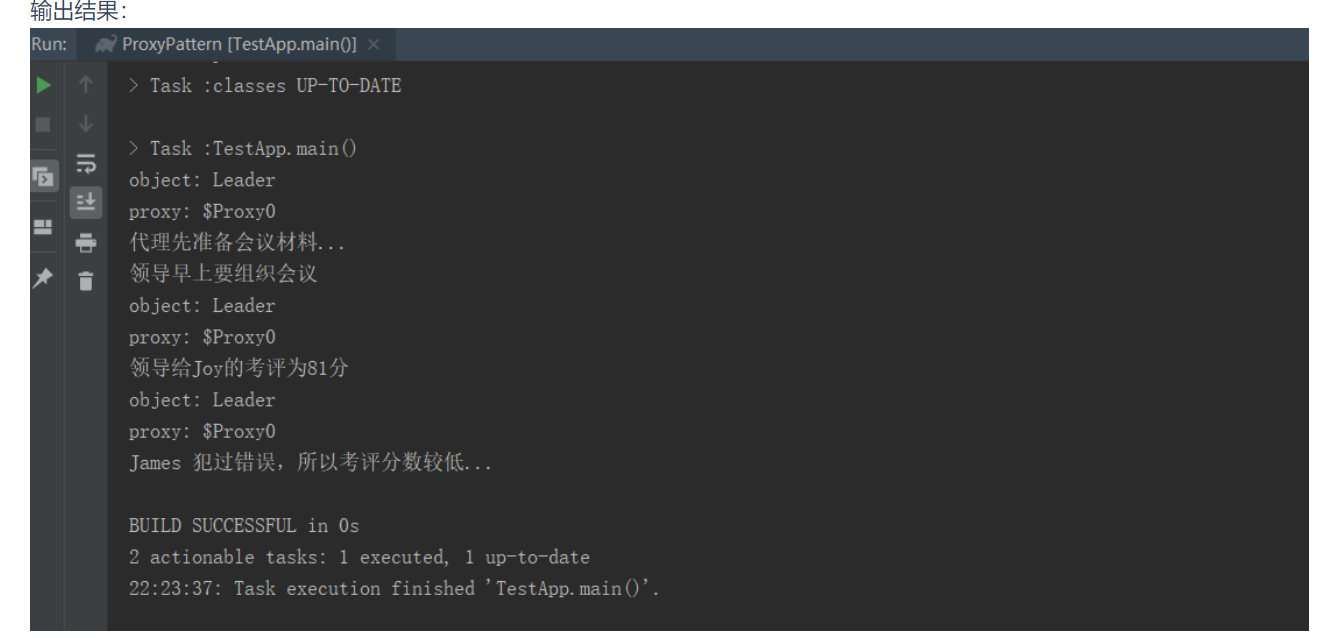 输出结果：
Run: ProxyPattern [TestApp.main()] ×
> Task :classes UP-TO-DATE
> Task :TestApp.main()
object: Leader
proxy: $Proxy0
代理先准备会议材料...
领导早上要组织会议
object: Leader
proxy: $Proxy0
领导给Joy的考评为81分
object: Leader
proxy: $Proxy0
James 犯过错误，所以考评分数较低...
BUILD SUCCESSFUL in 0s
2 actionable tasks: 1 executed, 1 up-to-date
22:23:37: Task execution finished 'TestApp.main()'.